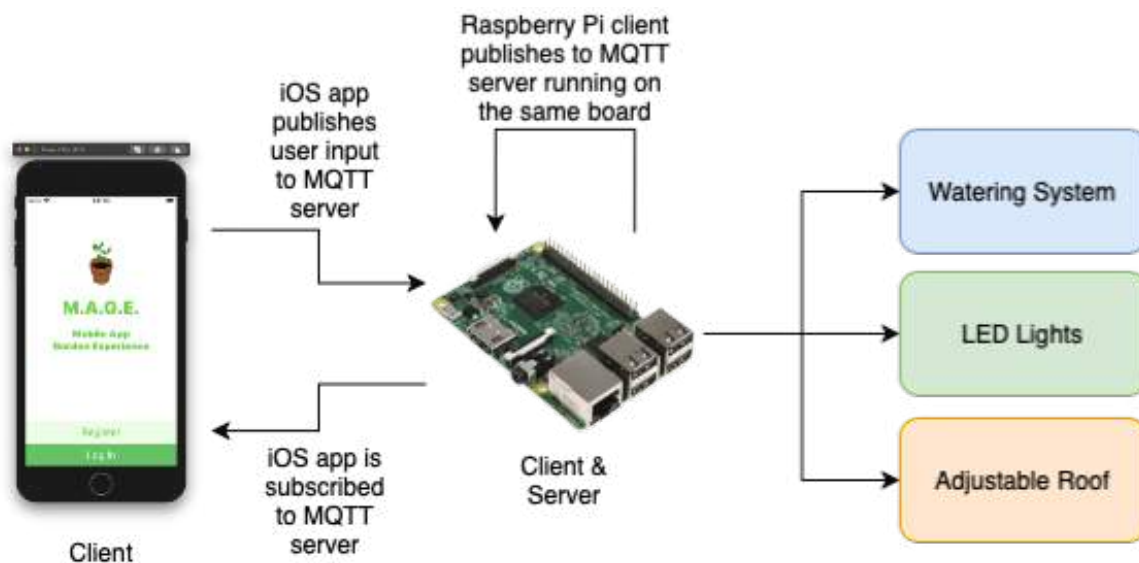 Raspberry Pi client
publishes to MQTT
server running on
the same board
iOS app
publishes
user input
to MQTT
server
M.A.G.E.
Mobile App
Garden Experience
Register
Log In
Client
iOS app is
subscribed
to MQTT
server
Client &
Server
Watering System
LED Lights
Adjustable Roof